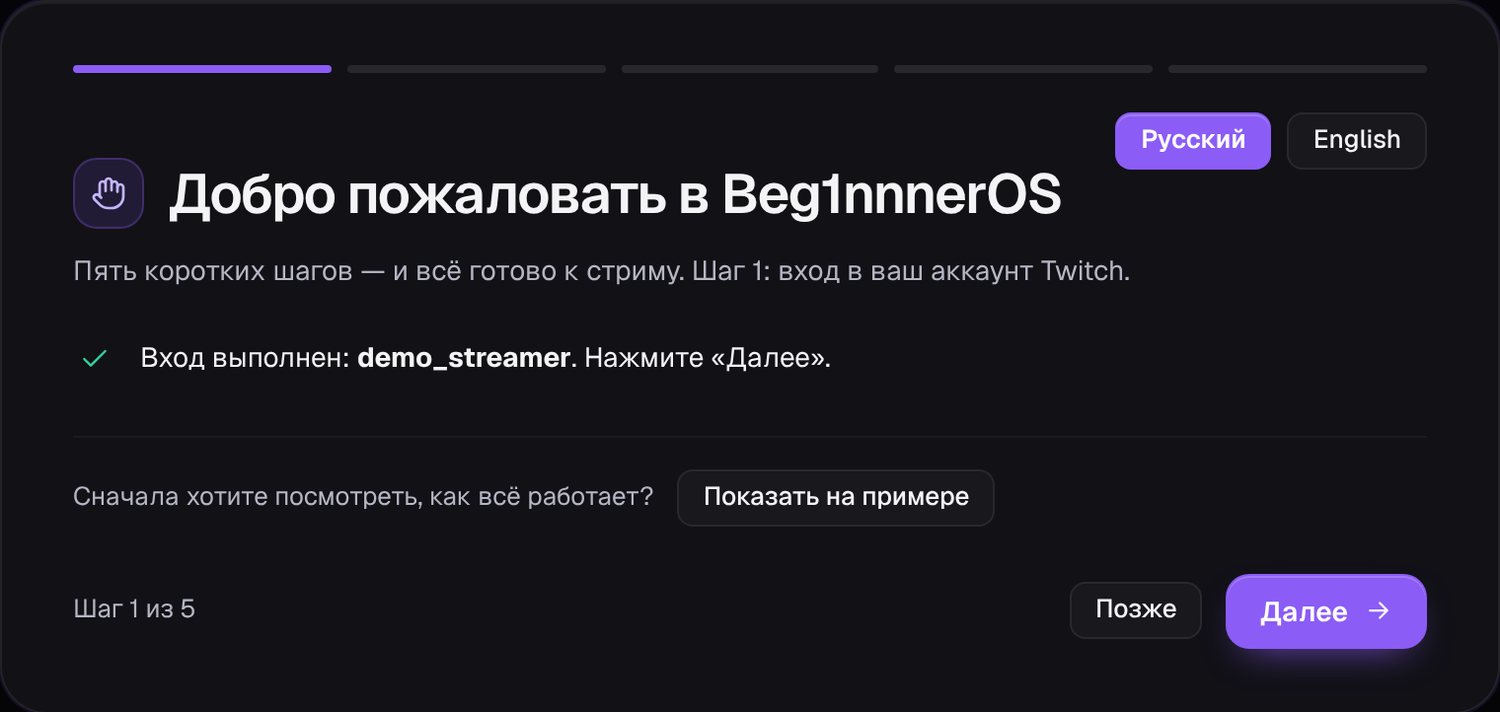 Русский English
Добро пожаловать в Beg1nnnerOS
Пять коротких шагов — и всё готово к стриму. Шаг 1: вход в ваш аккаунт Twitch.
Вход выполнен: demo_streamer. Нажмите «Далее».
Сначала хотите посмотреть, как всё работает? Показать на примере
Шаг 1 из 5 Позже Далее →